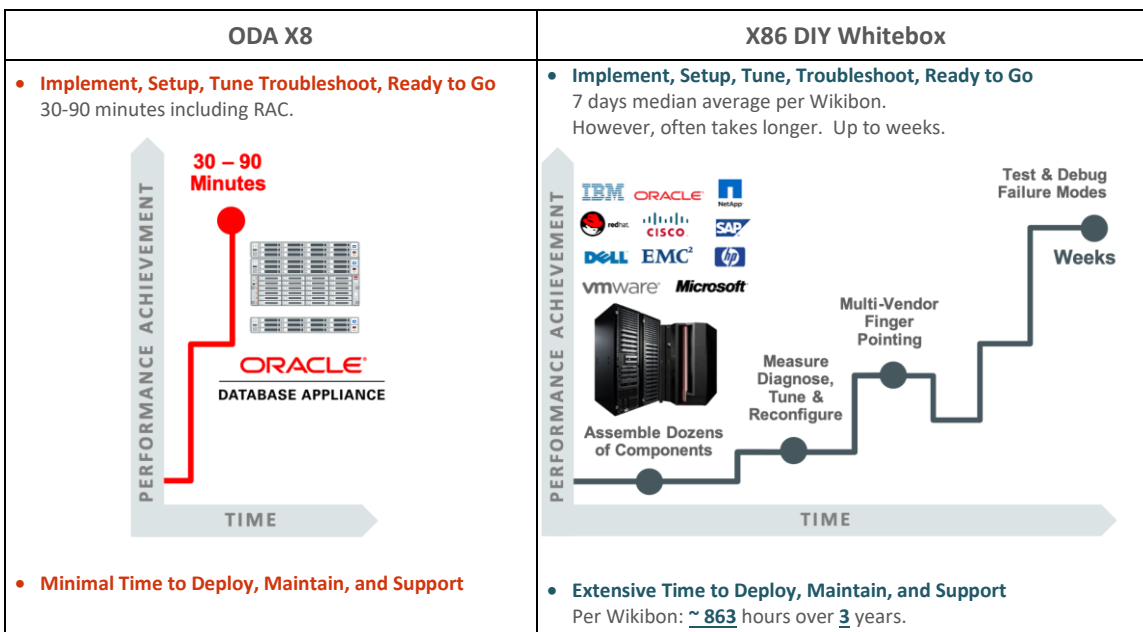 ODA X8
X86 DIY Whitebox
• Implement, Setup, Tune Troubleshoot, Ready to Go
30-90 minutes including RAC.
PERFORMANCE ACHIEVEMENT
30 – 90
Minutes
ORACLE®
DATABASE APPLIANCE
TIME
• Minimal Time to Deploy, Maintain, and Support
• Implement, Setup, Tune, Troubleshoot, Ready to Go
7 days median average per Wikibon.
However, often takes longer.  Up to weeks.
PERFORMANCE ACHIEVEMENT
IBM ORACLE NetApp
redhat. CISCO SAP
DELL EMC² hp
vmware Microsoft
Assemble Dozens
of Components
Measure
Diagnose,
Tune &
Reconfigure
Multi-Vendor
Finger
Pointing
Test & Debug
Failure Modes
Weeks
TIME
• Extensive Time to Deploy, Maintain, and Support
Per Wikibon: ~ 863 hours over 3 years.